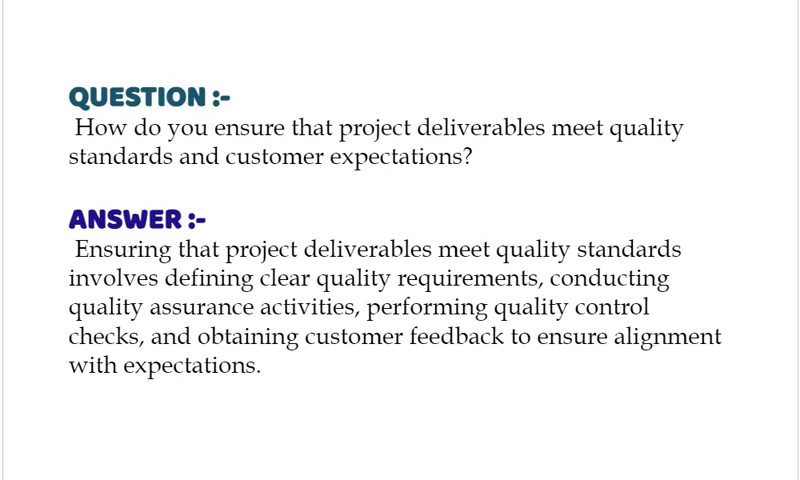 QUESTION :-
How do you ensure that project deliverables meet quality
standards and customer expectations?
ANSWER :-
Ensuring that project deliverables meet quality standards
involves defining clear quality requirements, conducting
quality assurance activities, performing quality control
checks, and obtaining customer feedback to ensure alignment
with expectations.